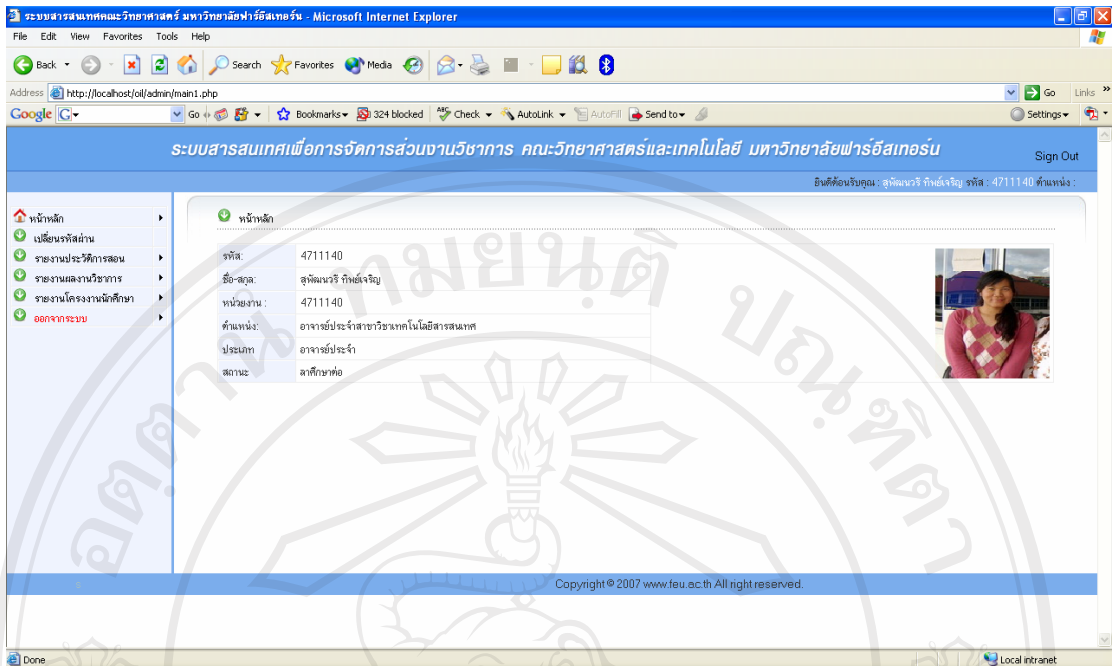 ระบบสารสนเทศคณะวิทยาศาสตร์ มหาวิทยาลัยฟาร์อีสเทอร์น - Microsoft Internet Explorer
File Edit View Favorites Tools Help
Back Search Favorites Media
Address http://localhost/oil/admin/main1.php Go Links »
Google G Go Bookmarks 324 blocked ABC Check AutoLink AutoFill Send to Settings
ระบบสารสนเทศเพื่อการจัดการส่วนงานวิชาการ คณะวิทยาศาสตร์และเทคโนโลยี มหาวิทยาลัยฟาร์อีสเทอร์น
Sign Out
ยินดีต้อนรับคุณ : สุพัฒนวรี ทิพย์เจริญ รหัส : 4711140 ตำแหน่ง :
หน้าหลัก
เปลี่ยนรหัสผ่าน
รายงานประวัติการสอน
รายงานผลงานวิชาการ
รายงานโครงงานนักศึกษา
ออกจากระบบ
หน้าหลัก
รหัส: 4711140
ชื่อ-สกุล: สุพัฒนวรี ทิพย์เจริญ
หน่วยงาน : 4711140
ตำแหน่ง: อาจารย์ประจำสาขาวิชาเทคโนโลยีสารสนเทศ
ประเภท อาจารย์ประจำ
สถานะ ลาศึกษาต่อ
Copyright © 2007 www.feu.ac.th All right reserved.
Done Local intranet